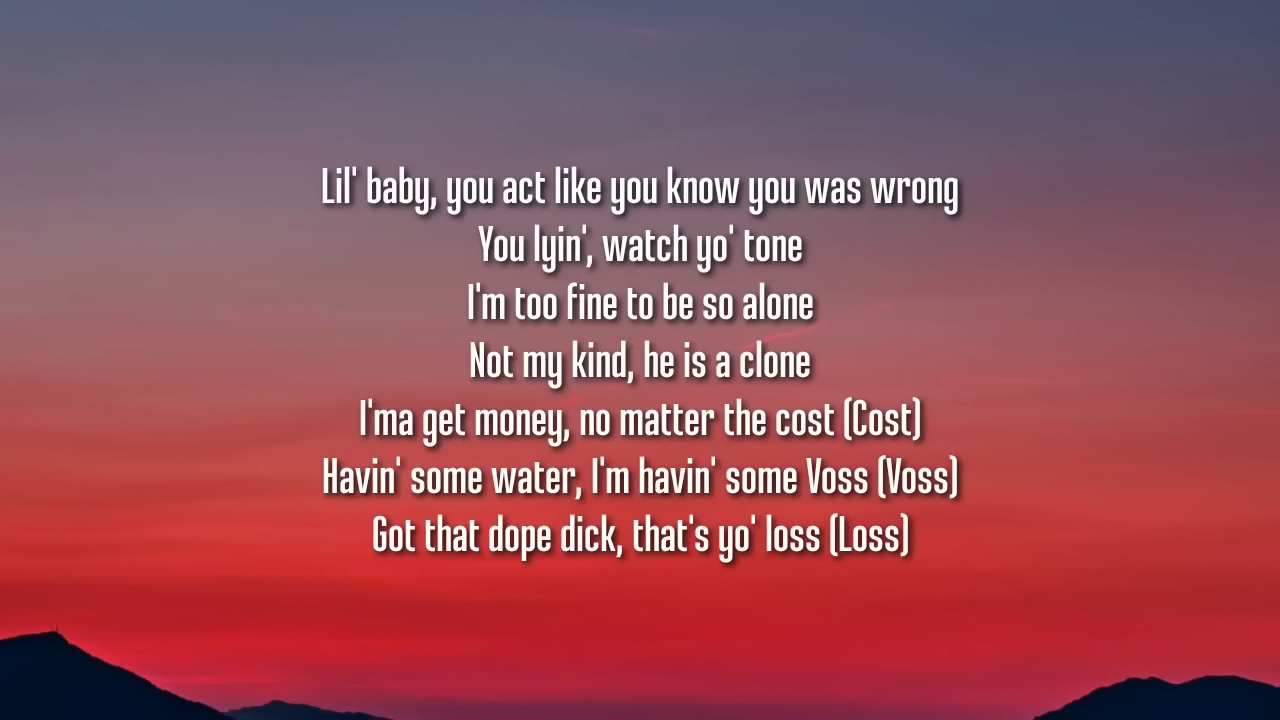 Lil' baby, you act like you know you was wrong
You lyin', watch yo' tone
I'm too fine to be so alone
Not my kind, he is a clone
I'ma get money, no matter the cost (Cost)
Havin' some water, I'm havin' some Voss (Voss)
Got that dope dick, that's yo' loss (Loss)